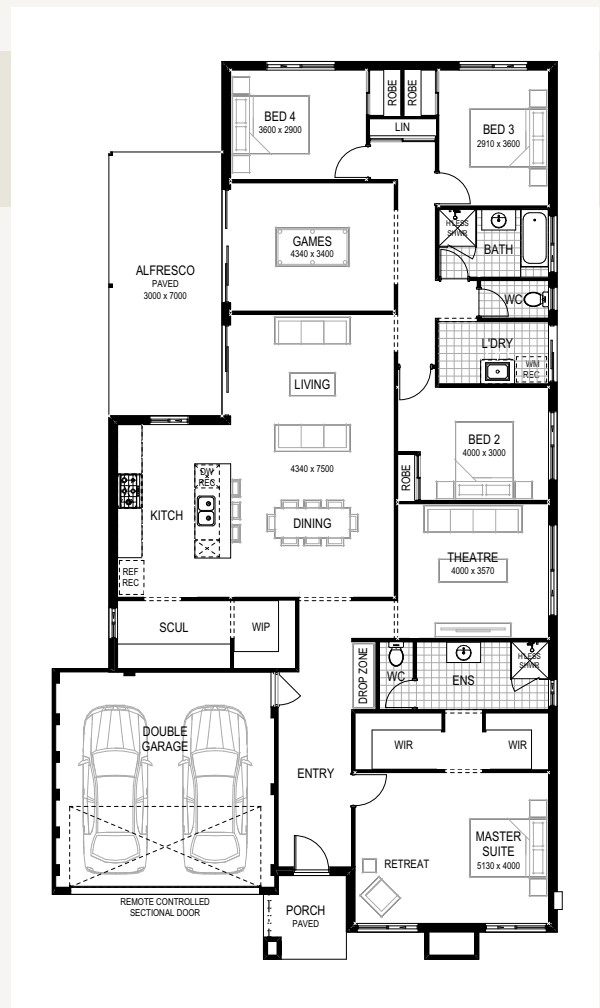 ROBE
ROBE
BED 4
3600 x 2900
LIN
BED 3
2910 x 3600
H'LESS
SHWR
BATH
GAMES
4340 x 3400
ALFRESCO
PAVED
3000 x 7000
WC
L'DRY
WM
REC
LIVING
BED 2
4000 x 3000
ROBE
4340 x 7500
DW
REC
KITCH
DINING
THEATRE
4000 x 3570
REF
REC
SCUL
WIP
DROP ZONE
WC
ENS
H'LESS
SHWR
DOUBLE
GARAGE
WIR
WIR
ENTRY
MASTER
SUITE
5130 x 4000
RETREAT
REMOTE CONTROLLED
SECTIONAL DOOR
PORCH
PAVED